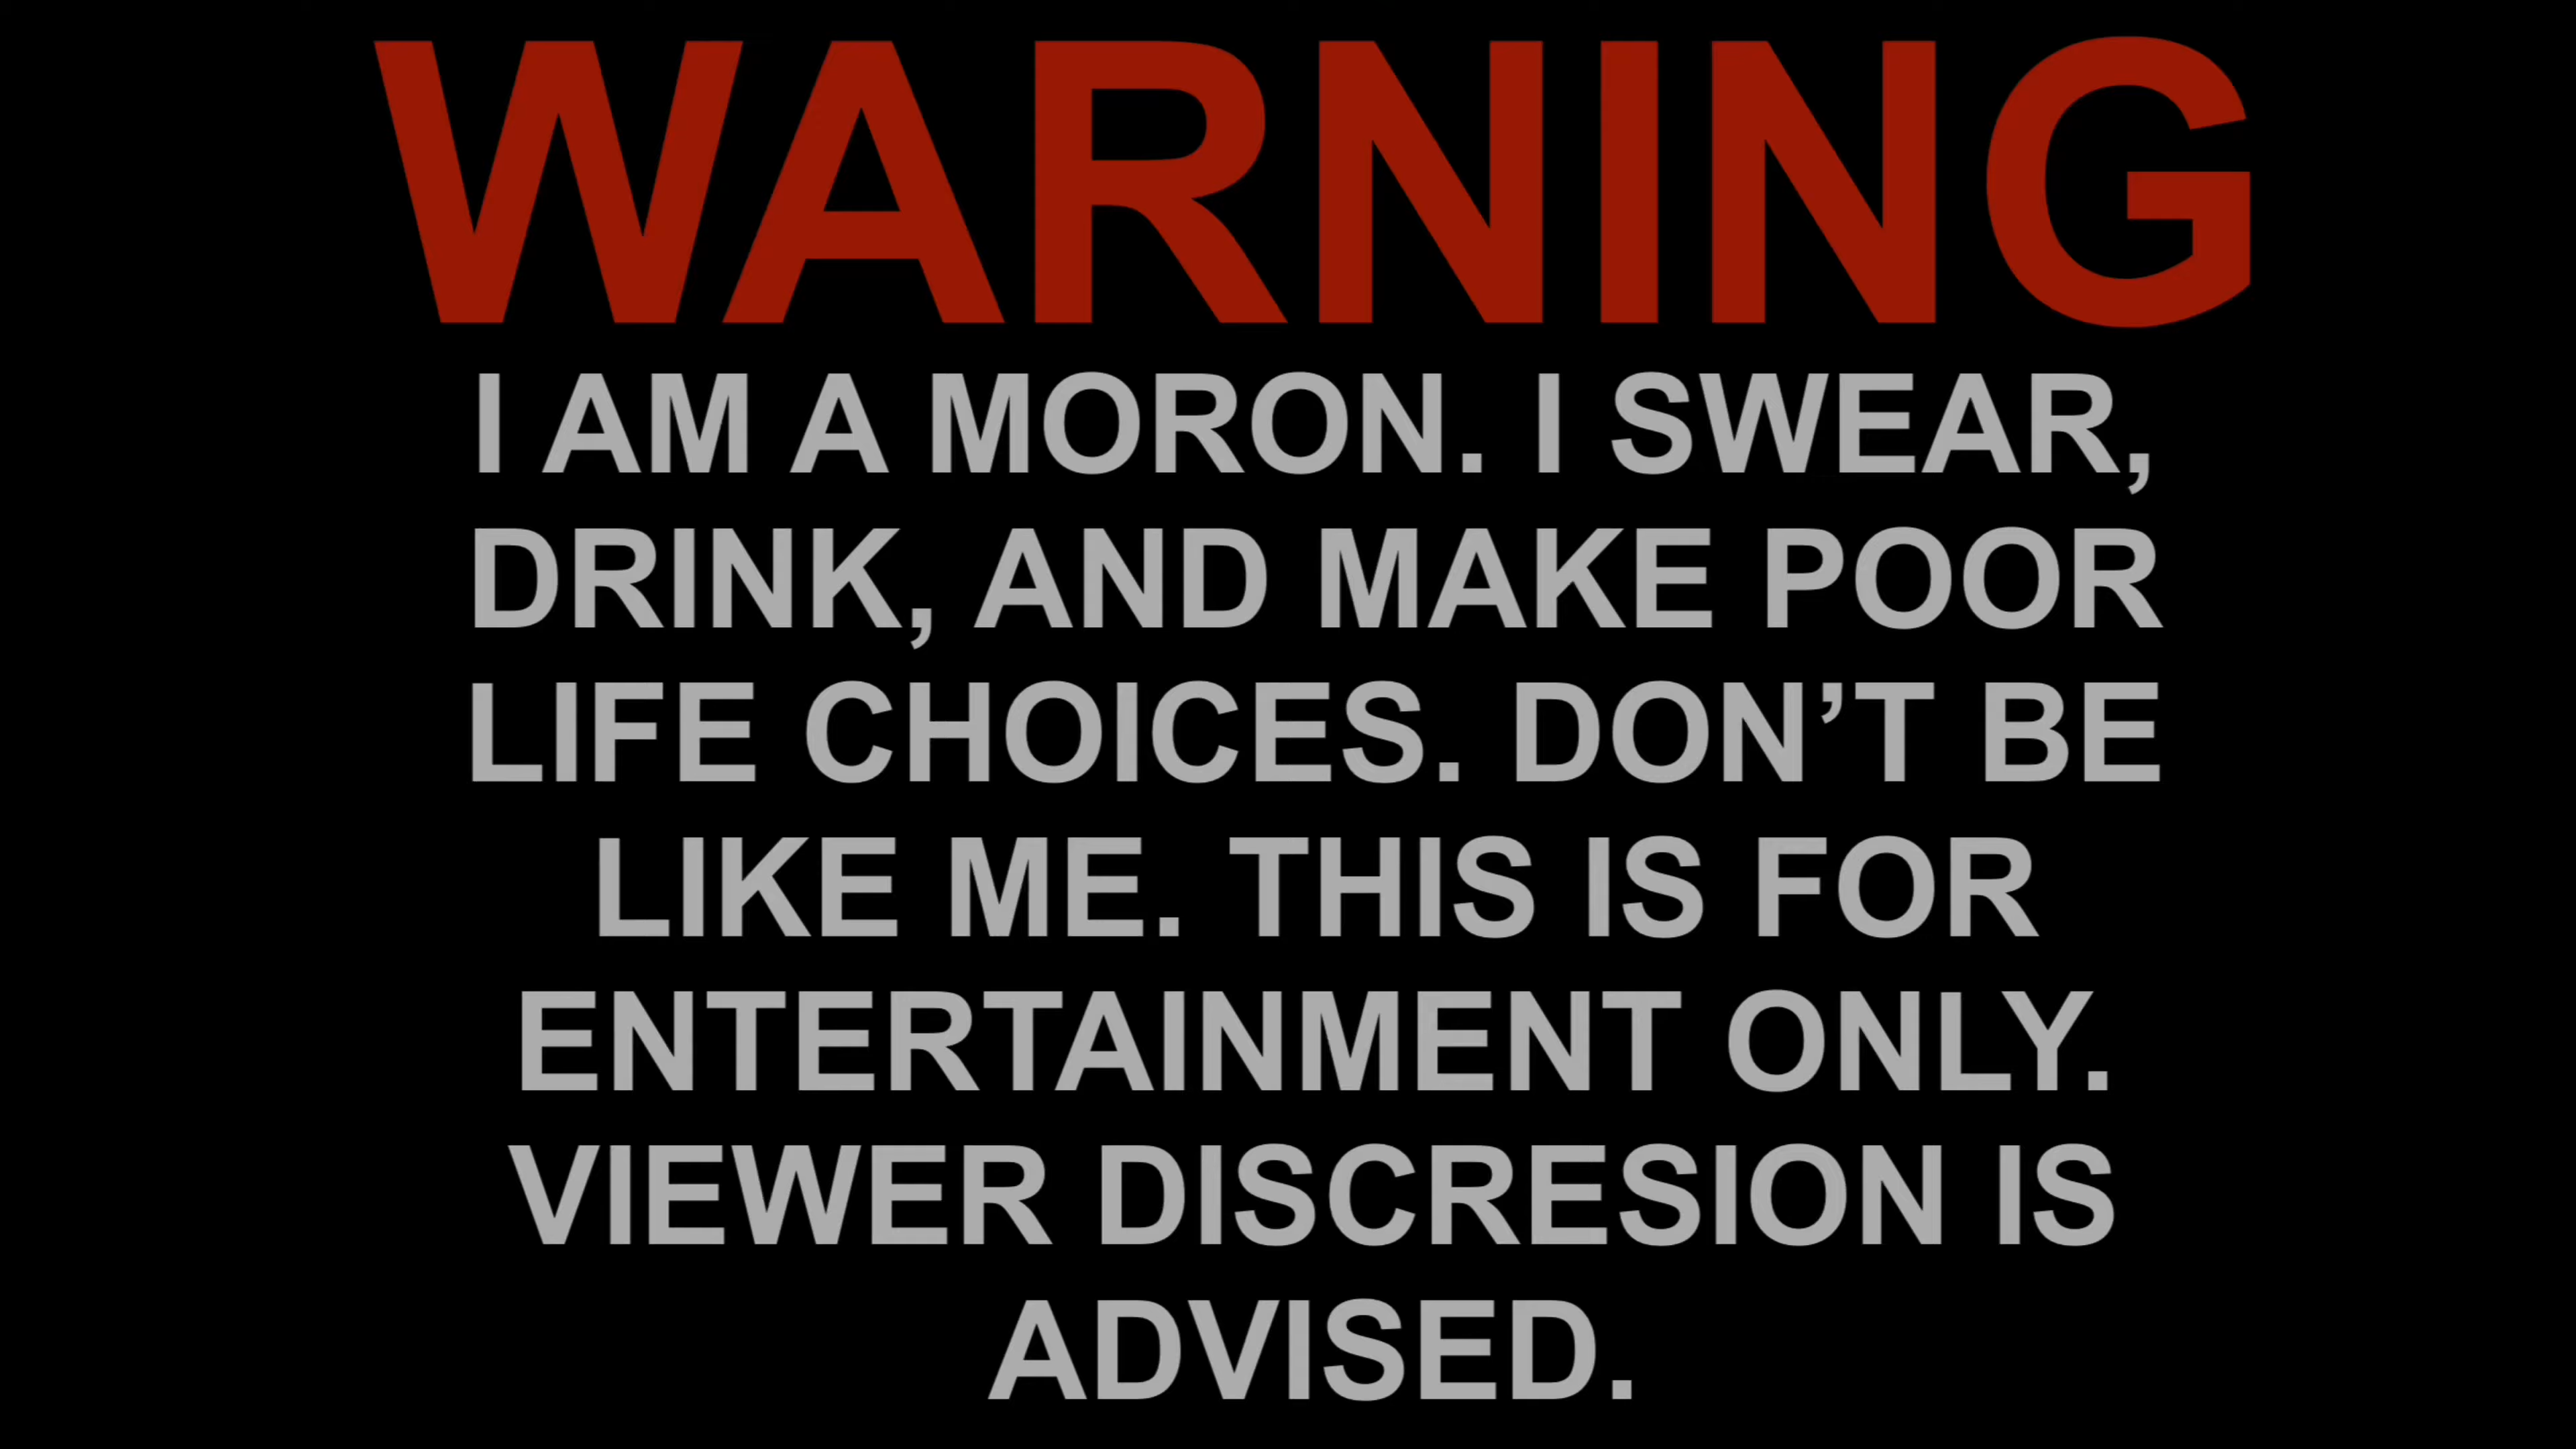 WARNING
I AM A MORON. I SWEAR,
DRINK, AND MAKE POOR
LIFE CHOICES. DON’T BE
LIKE ME. THIS IS FOR
ENTERTAINMENT ONLY.
VIEWER DISCRESION IS
ADVISED.